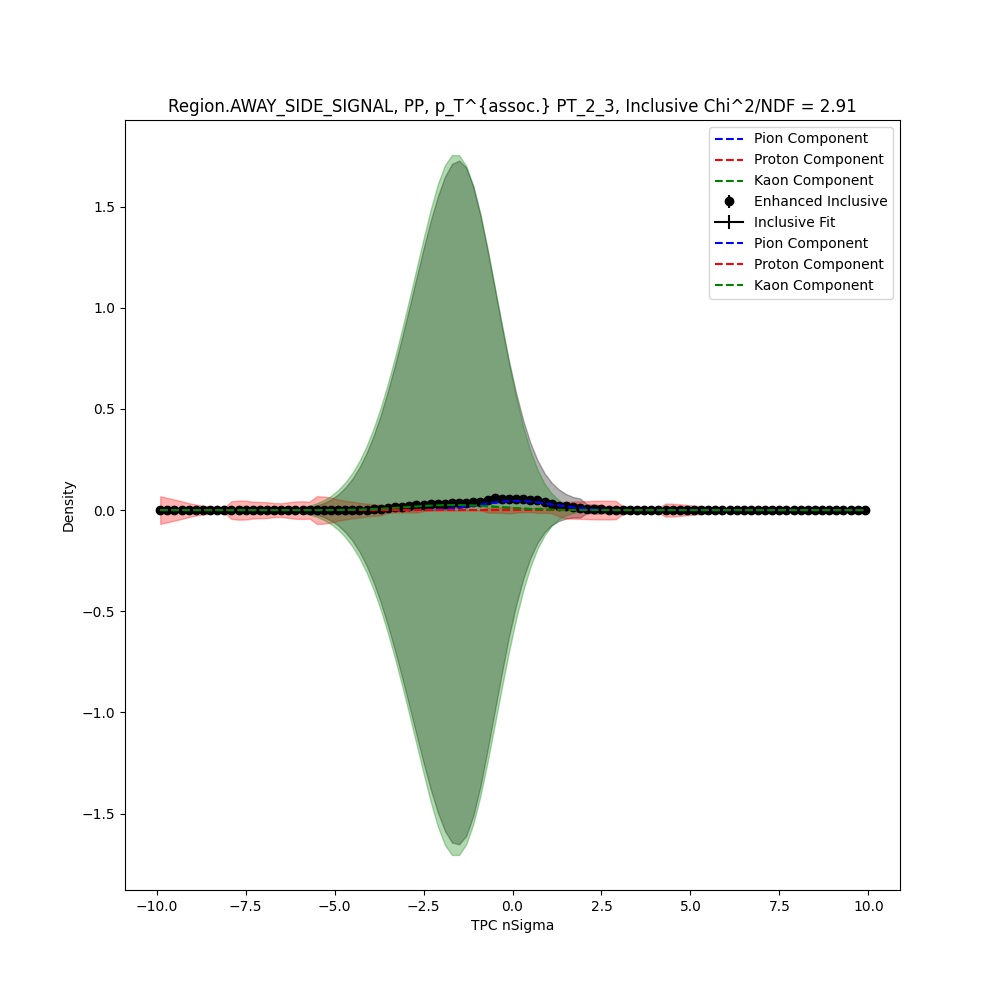 Region.AWAY_SIDE_SIGNAL, PP, p_T^{assoc.} PT_2_3, Inclusive Chi^2/NDF = 2.91
Pion Component
Proton Component
Kaon Component
Enhanced Inclusive
Inclusive Fit
Pion Component
Proton Component
Kaon Component
1.5
1.0
0.5
0.0
−0.5
−1.0
−1.5
Density
−10.0 −7.5 −5.0 −2.5 0.0 2.5 5.0 7.5 10.0
TPC nSigma